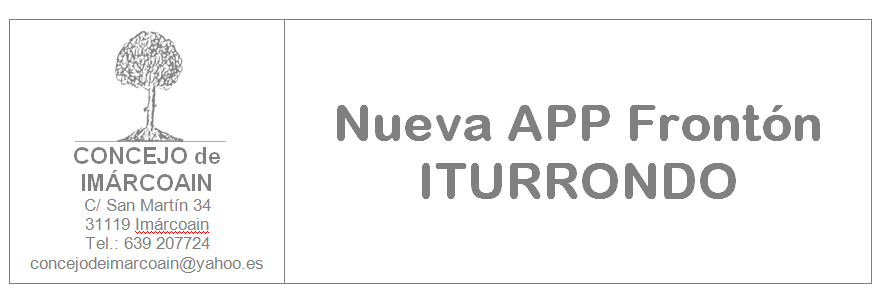 CONCEJO de
IMÁRCOAIN
C/ San Martín 34
31119 Imárcoain
Tel.: 639 207724
concejodeimarcoain@yahoo.es
Nueva APP Frontón
ITURRONDO